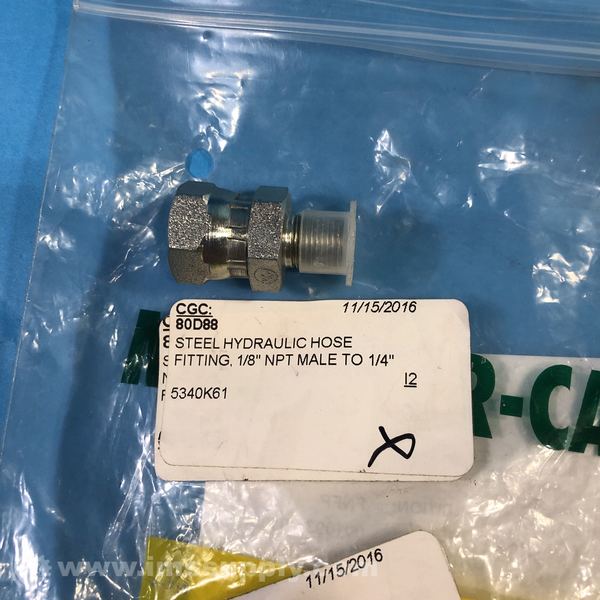 CGC: 11/15/2016
80D88
STEEL HYDRAULIC HOSE
FITTING, 1/8" NPT MALE TO 1/4"
I2
5340K61
X
R-CA
11/15/2016